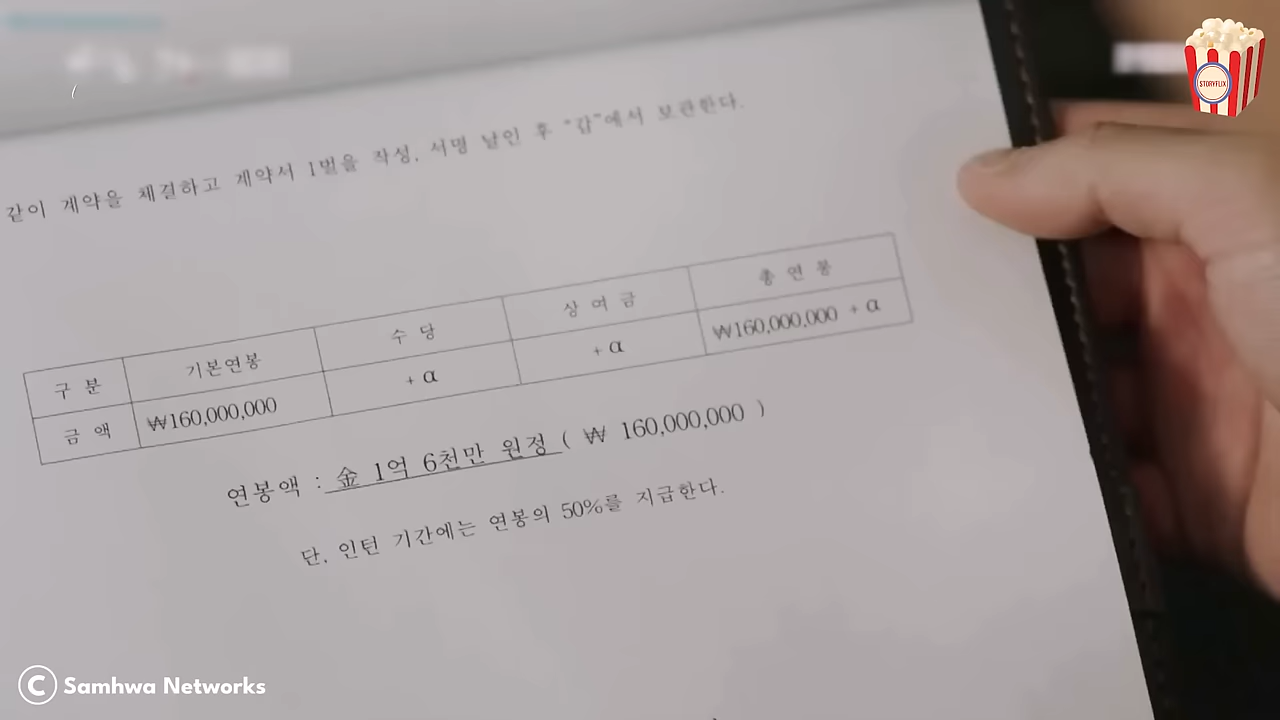 STORYFLIX
같이 계약을 체결하고 계약서 1벌을 작성, 서명 날인 후 "갑"에서 보관한다.
구 분 기본연봉 수 당 상 여 금 총 연 봉
금 액 ₩160,000,000 + α + α ₩160,000,000 + α
연봉액 : 金 1억 6천만 원정 ( ₩ 160,000,000 )
단, 인턴 기간에는 연봉의 50%를 지급한다.
C Samhwa Networks